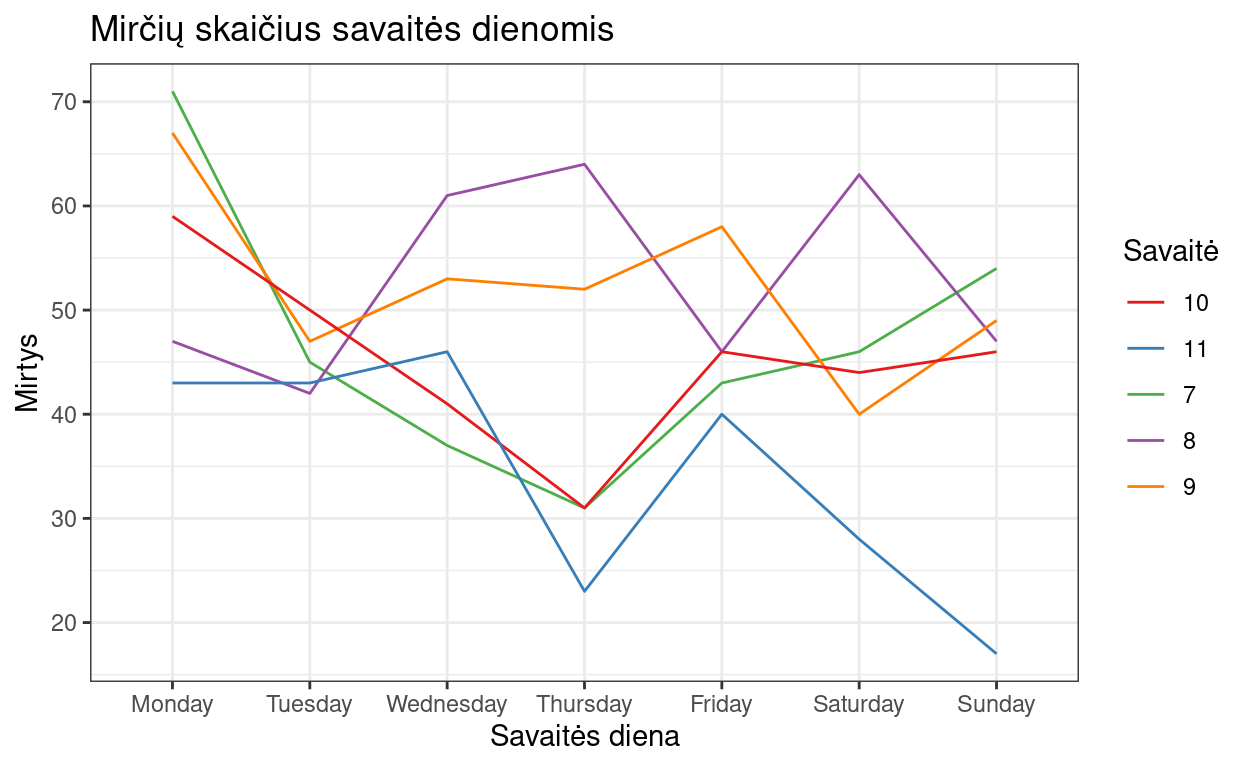 Mirčių skaičius savaitės dienomis
Mirtys
70
60
50
40
30
20
Monday Tuesday Wednesday Thursday Friday Saturday Sunday
Savaitės diena
Savaitė
10
11
7
8
9